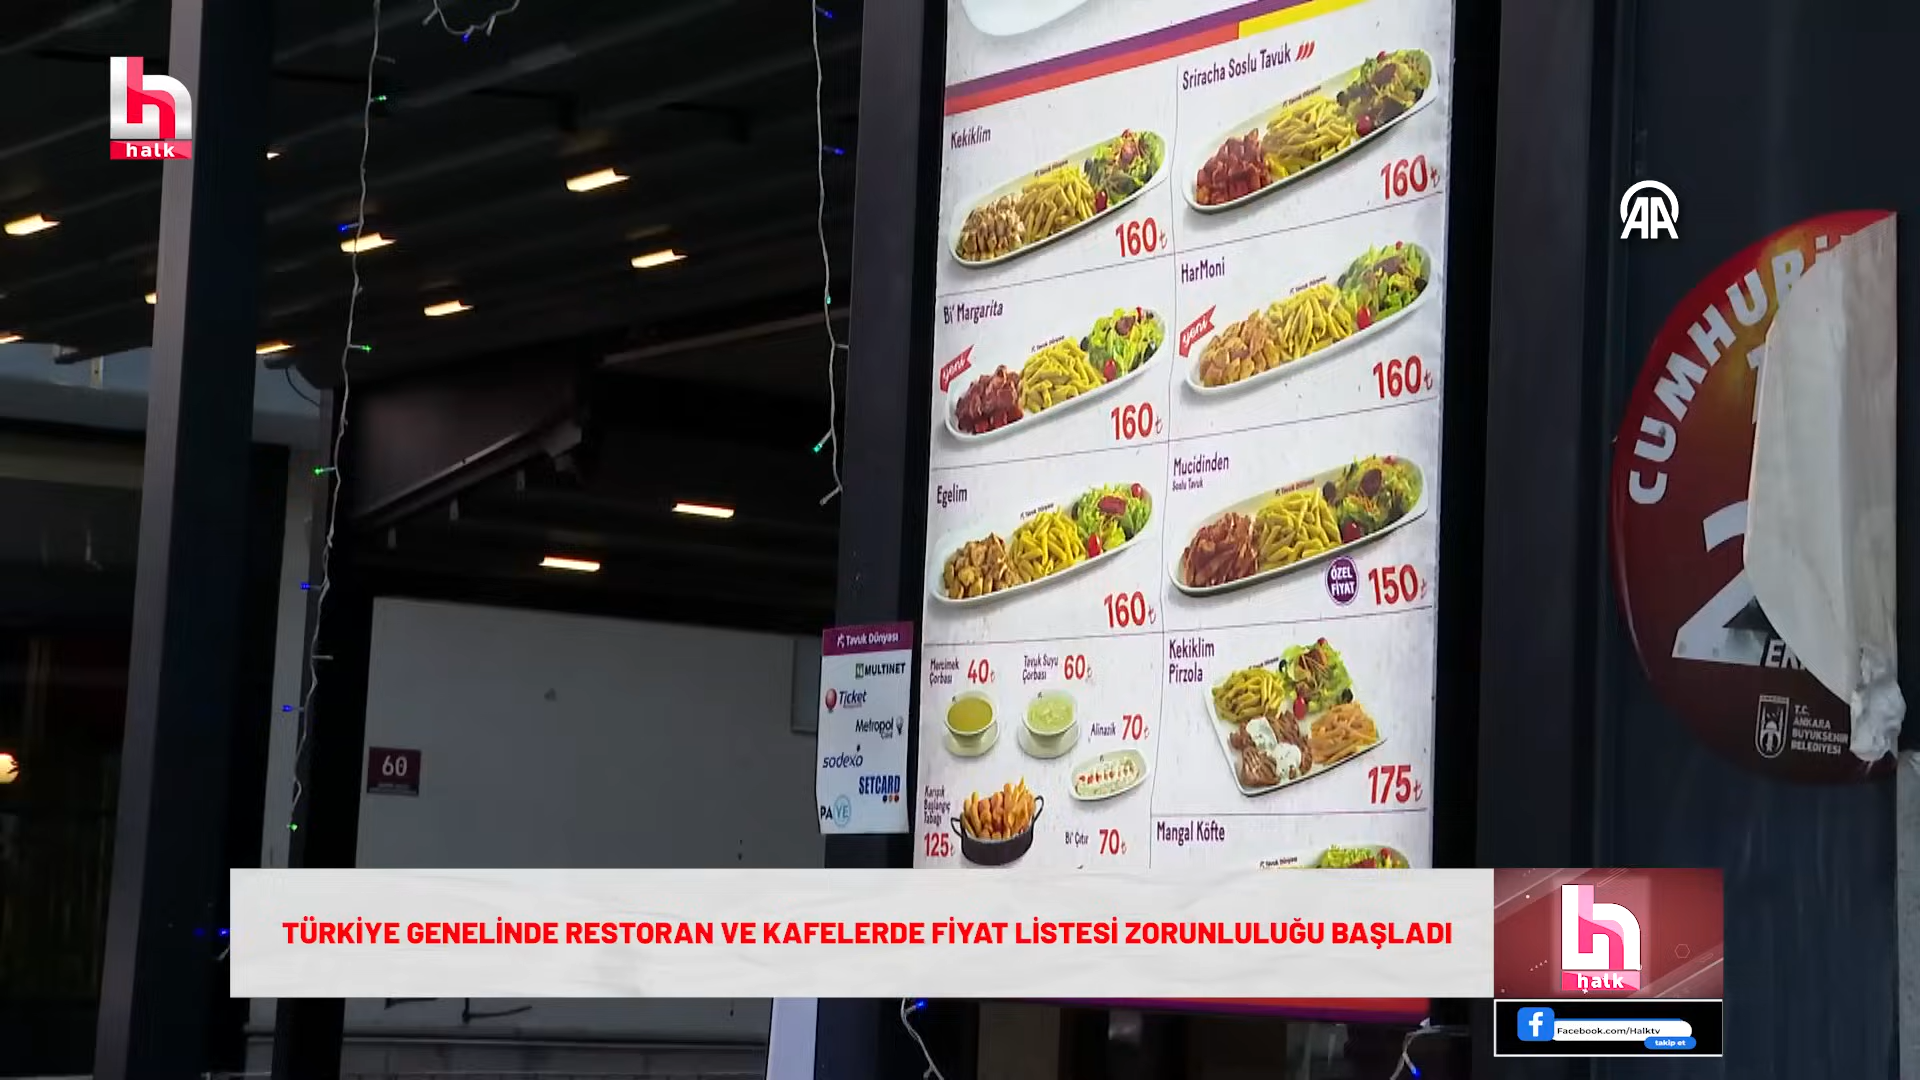 halk
Sriracha Soslu Tavuk
160₺
Kekiklim
160₺
HarMoni
yeni
160₺
Bi' Margarita
yeni
160₺
Mucidinden
Soslu Tavuk
ÖZEL
FİYAT
150₺
Egelim
160₺
Kekiklim
Pirzola
175₺
Mercimek
Çorbası
40₺
Tavuk Suyu
Çorbası
60₺
Alinazik 70₺
Karışık
Başlangıç
Tabağı
125₺
Bi' Çıtır 70₺
Mangal Köfte
Tavuk Dünyası
MULTINET
Ticket
Metropol
Card
sodexo
SETCARD
PAYE
60
AA
CUMHURİ
2
T.C.
ANKARA
BÜYÜKŞEHİR
BELEDİYESİ
TÜRKİYE GENELİNDE RESTORAN VE KAFELERDE FİYAT LİSTESİ ZORUNLULUĞU BAŞLADI
halk
Facebook.com/Halktv
takip et